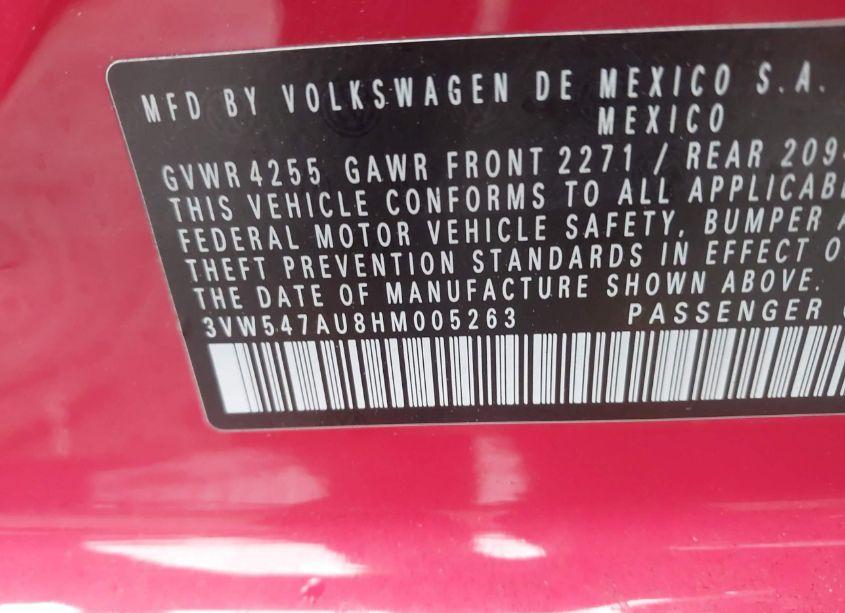 MFD BY VOLKSWAGEN DE MEXICO S.A.
MEXICO
GVWR 4255 GAWR FRONT 2271 / REAR
THIS VEHICLE CONFORMS TO ALL
FEDERAL MOTOR VEHICLE SAFETY, BUMPER
THEFT PREVENTION STANDARDS IN EFFECT
THE DATE OF MANUFACTURE SHOWN ABOVE.
3VW547AU8HM005263 PASSENGER